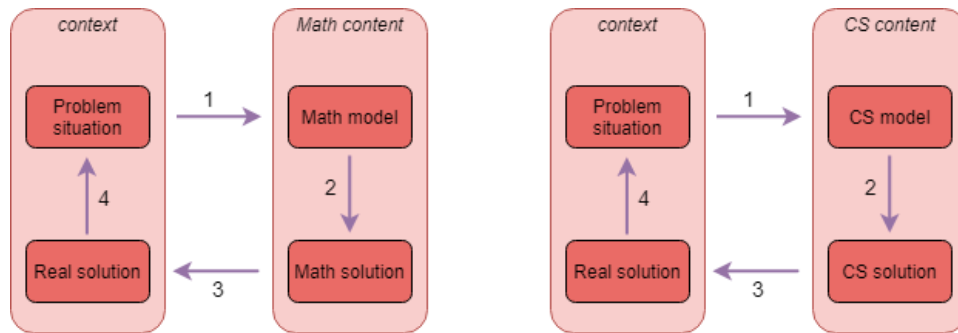 context
Math content
Problem
situation
1
Math model
4
2
Real solution
3
Math solution
context
CS content
Problem
situation
1
CS model
4
2
Real solution
3
CS solution